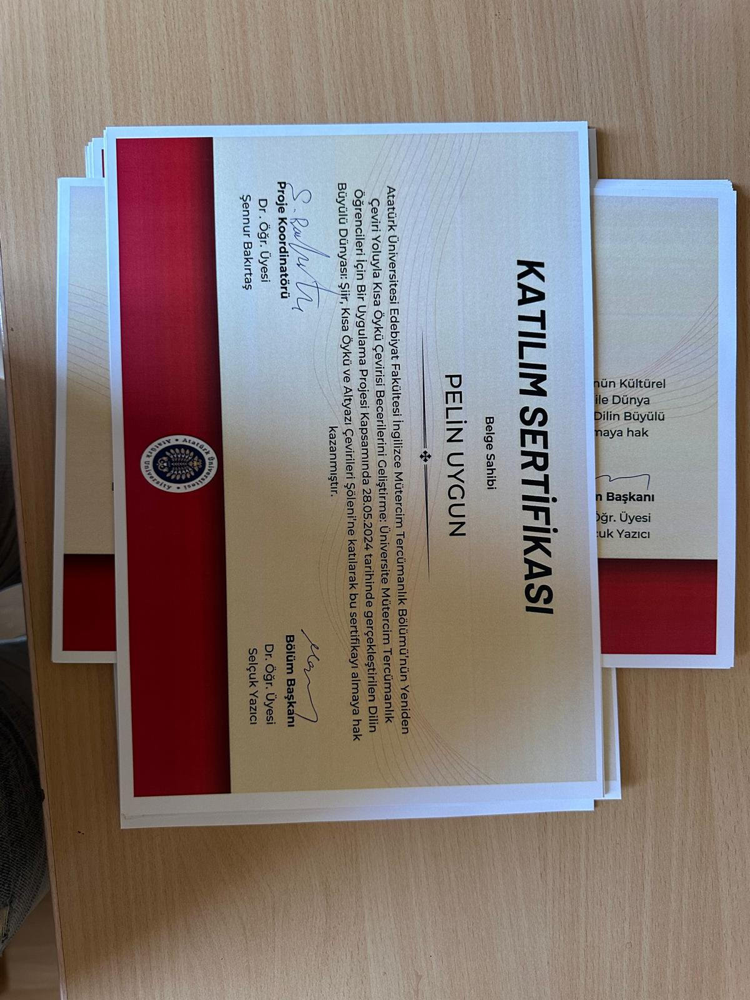 KATILIM SERTİFİKASI
Belge Sahibi
PELİN UYGUN
Atatürk Üniversitesi Edebiyat Fakültesi İngilizce Mütercim Tercümanlık Bölümü'nün Yeniden
Çeviri Yoluyla Kısa Öykü Çevirisi Becerilerini Geliştirme: Üniversite Mütercim Tercümanlık
Öğrencileri İçin Bir Uygulama Projesi Kapsamında 28.05.2024 tarihinde gerçekleştirilen Dilin
Büyülü Dünyası: Şiir, Kısa Öykü ve Altyazı Çevirileri Şöleni'ne katılarak bu sertifikayı almaya hak
kazanmıştır.
Proje Koordinatörü
Dr. Öğr. Üyesi
Şennur Bakırtaş
Bölüm Başkanı
Dr. Öğr. Üyesi
Selçuk Yazıcı
Atatürk Üniversitesi • Atatürk University
nün Kültürel
ile Dünya
Dilin Büyülü
maya hak
m Başkanı
Öğr. Üyesi
çuk Yazıcı